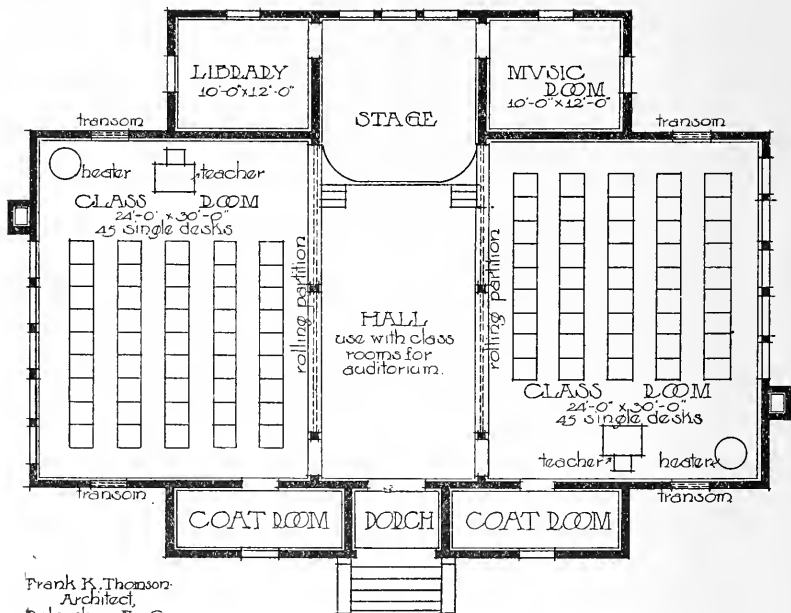 LIBRARY
10'-0"x12'-0"
STAGE
MVSIC
ROOM
10'-0"x12'-0"
transom
transom
heater
teacher
CLASS ROOM
24'-0" x 30'-0"
45 single desks
rolling partition
HALL
use with class
rooms for
auditorium.
rolling partition
CLASS ROOM
24'-0" x 30'-0"
45 single desks
teacher
heater
transom
transom
COAT ROOM
PORCH
COAT ROOM
Frank K. Thomson
Architect,